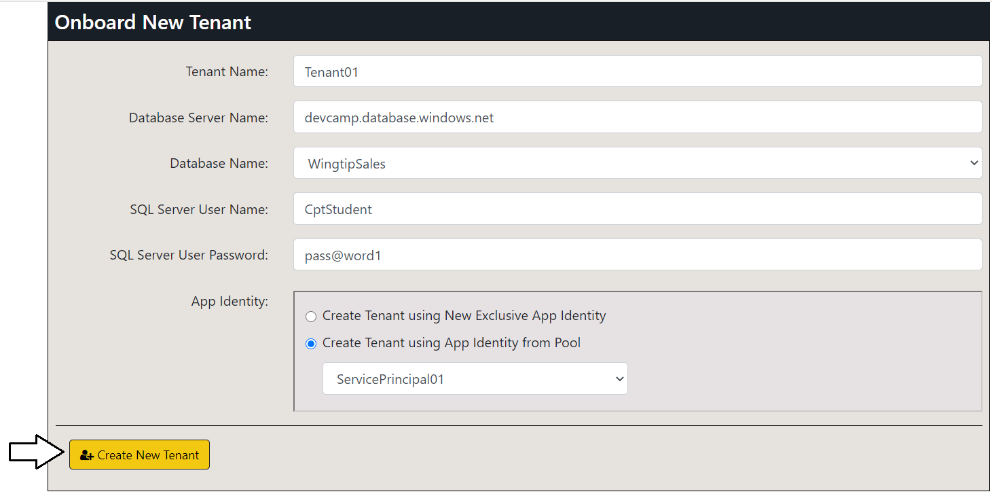 Onboard New Tenant
Tenant Name: Tenant01
Database Server Name: devcamp.database.windows.net
Database Name: WingtipSales
SQL Server User Name: CptStudent
SQL Server User Password: pass@word1
App Identity:
Create Tenant using New Exclusive App Identity
Create Tenant using App Identity from Pool
ServicePrincipal01
Create New Tenant